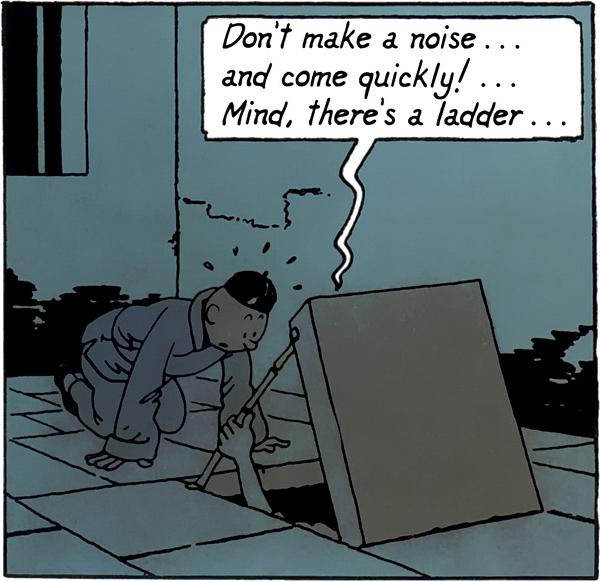 Don't make a noise . . .
and come quickly! . . .
Mind, there's a ladder . . .